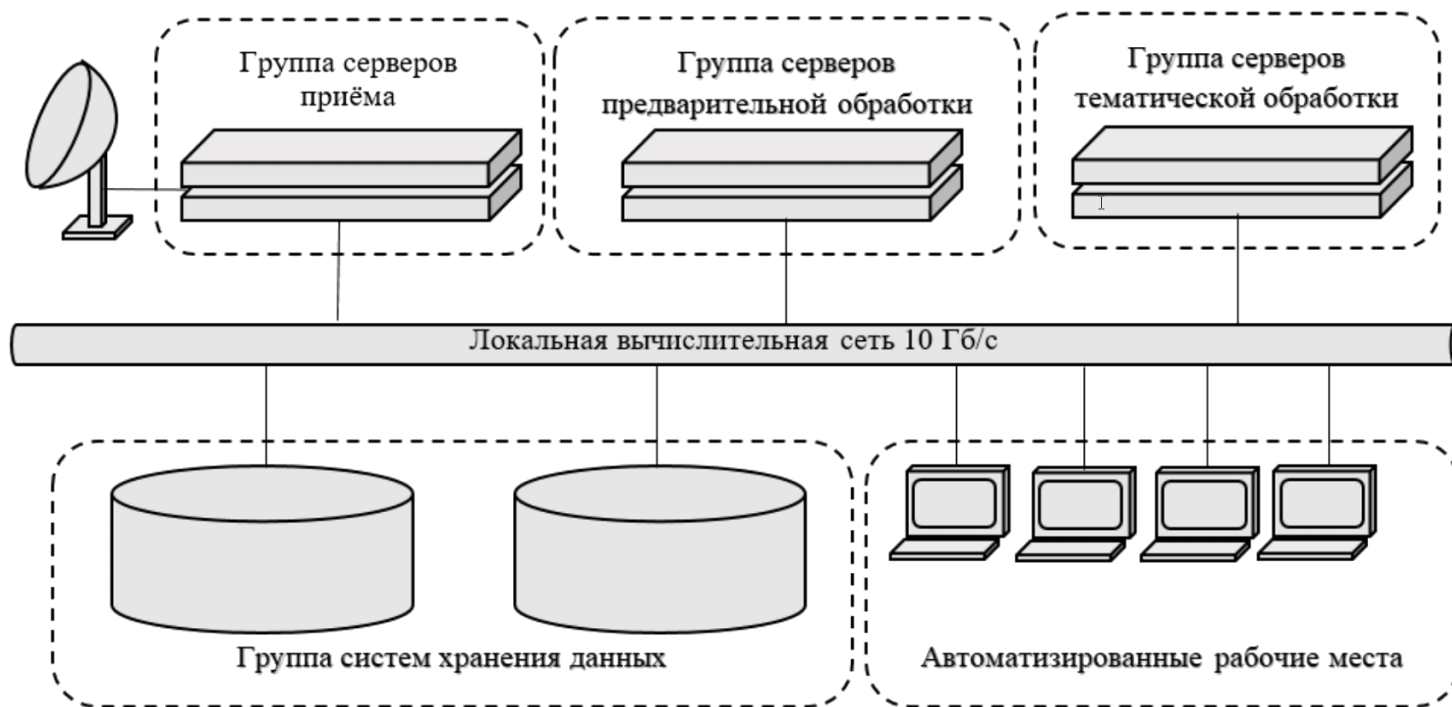 Группа серверов
приёма
Группа серверов
предварительной обработки
Группа серверов
тематической обработки
Локальная вычислительная сеть 10 Гб/с
Группа систем хранения данных
Автоматизированные рабочие места